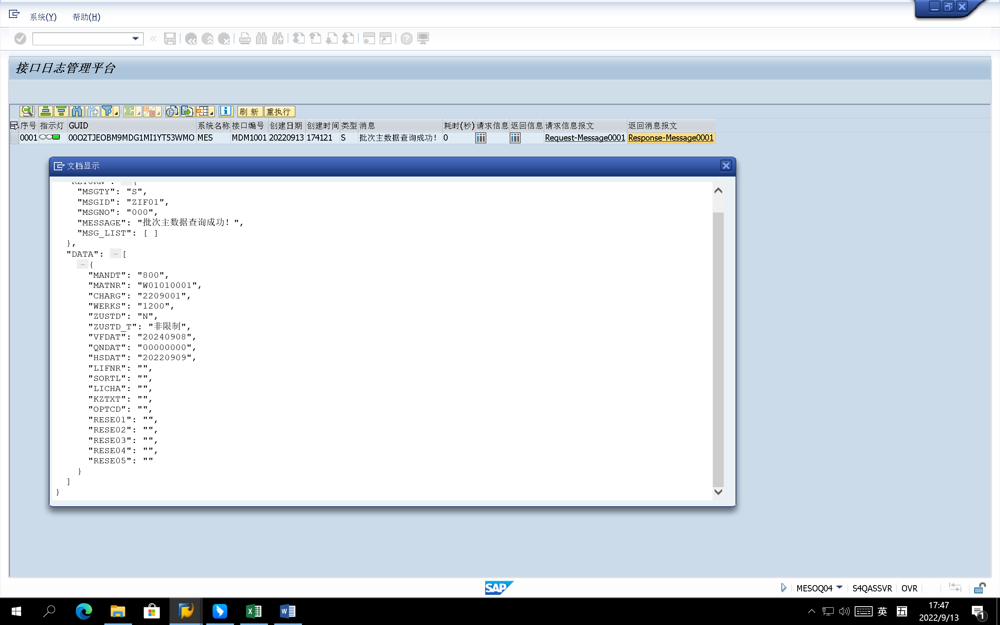 系统(Y) 帮助(H)
接口日志管理平台
刷 新 重执行
序号 指示灯 GUID 系统名称 接口编号 创建日期 创建时间 类型 消息 耗时(秒) 请求信息 返回信息 请求信息报文 返回消息报文
0001 00O2TJEOBM9MDG1MI1YT53WMO MES MDM1001 20220913 174121 S 批次主数据查询成功! 0 Request-Message0001 Response-Message0001
文档显示
"RETURN": - {
"MSGTY": "S",
"MSGID": "ZIF01",
"MSGNO": "000",
"MESSAGE": "批次主数据查询成功!",
"MSG_LIST": [ ]
},
"DATA": - [
- {
"MANDT": "800",
"MATNR": "W01010001",
"CHARG": "2209001",
"WERKS": "1200",
"ZUSTD": "N",
"ZUSTD_T": "非限制",
"VFDAT": "20240908",
"QNDAT": "00000000",
"HSDAT": "20220909",
"LIFNR": "",
"SORTL": "",
"LICHA": "",
"KZTXT": "",
"OPTCD": "",
"RESE01": "",
"RESE02": "",
"RESE03": "",
"RESE04": "",
"RESE05": ""
}
]
}
SAP
MESOQ04 S4QASSVR OVR
英 五 17:47
2022/9/13
1